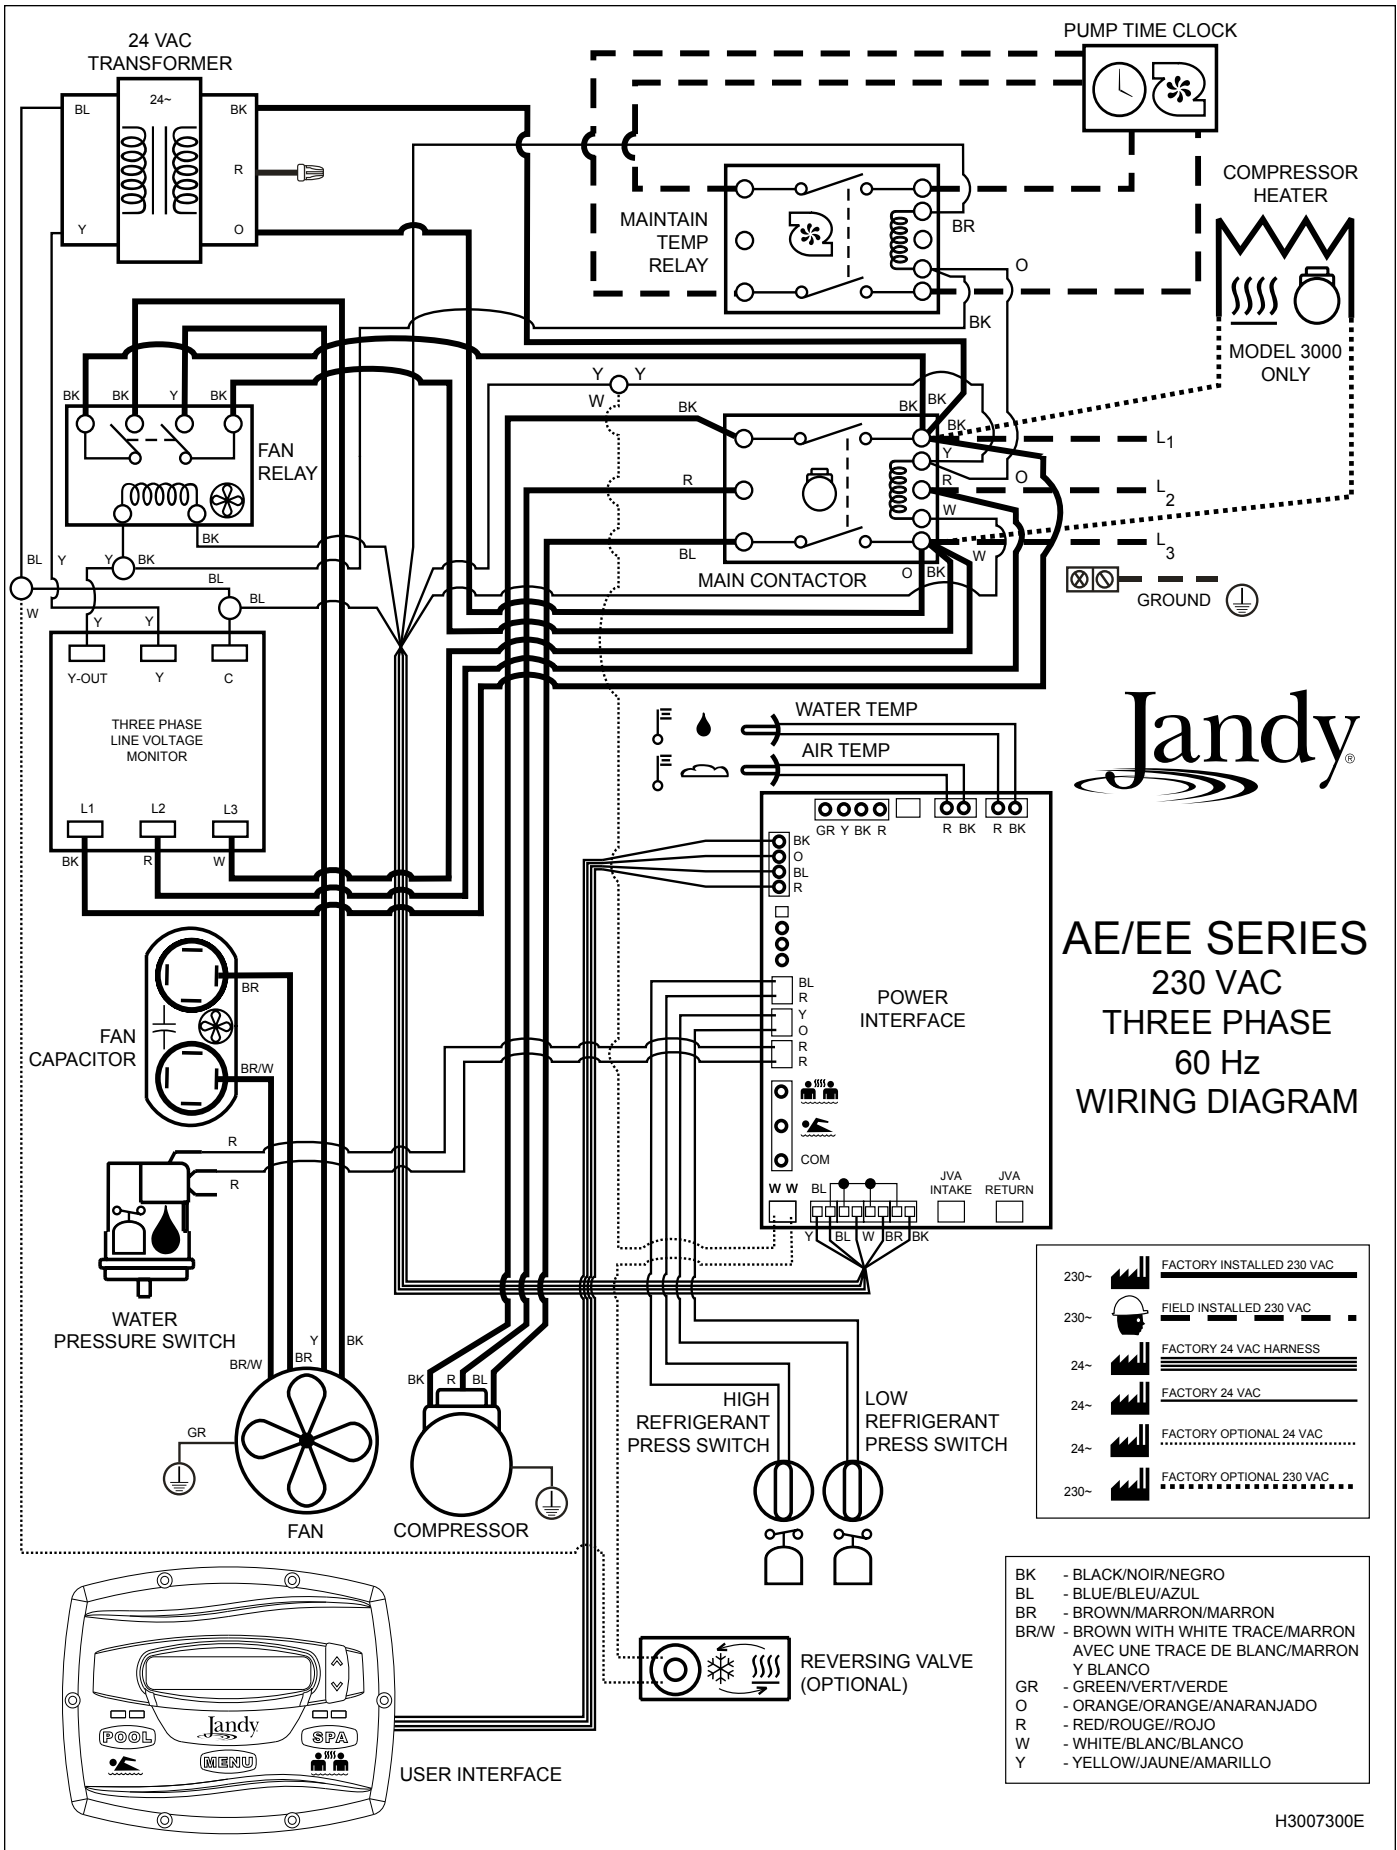 24 VAC
TRANSFORMER
24~
BL
BK
R
Y
O
PUMP TIME CLOCK
COMPRESSOR
HEATER
MODEL 3000
ONLY
MAINTAIN
TEMP
RELAY
BR
O
BK
BK
BK
Y
BK
FAN
RELAY
BK
Y
Y
W
BK
BK
BK
BK
Y
R
R
O
W
BL
W
O
BK
MAIN CONTACTOR
L1
L2
L3
GROUND
BL
Y
Y
BK
BL
BL
W
Y
Y
Y-OUT
Y
C
THREE PHASE
LINE VOLTAGE
MONITOR
L1
L2
L3
BK
R
W
WATER TEMP
AIR TEMP
Jandy®
GR Y BK R
R BK
R BK
BK
O
BL
R
BL
R
Y
O
R
R
POWER
INTERFACE
COM
W W
BL
JVA
INTAKE
JVA
RETURN
Y
BL
W
BR
BK
AE/EE SERIES
230 VAC
THREE PHASE
60 Hz
WIRING DIAGRAM
FAN
CAPACITOR
BR
BR/W
R
R
WATER
PRESSURE SWITCH
BR/W
BR
Y
BK
GR
FAN
BK
R
BL
COMPRESSOR
HIGH
REFRIGERANT
PRESS SWITCH
LOW
REFRIGERANT
PRESS SWITCH
230~ FACTORY INSTALLED 230 VAC
230~ FIELD INSTALLED 230 VAC
24~ FACTORY 24 VAC HARNESS
24~ FACTORY 24 VAC
24~ FACTORY OPTIONAL 24 VAC
230~ FACTORY OPTIONAL 230 VAC
REVERSING VALVE
(OPTIONAL)
Jandy
POOL
SPA
MENU
USER INTERFACE
BK - BLACK/NOIR/NEGRO
BL - BLUE/BLEU/AZUL
BR - BROWN/MARRON/MARRON
BR/W - BROWN WITH WHITE TRACE/MARRON
AVEC UNE TRACE DE BLANC/MARRON
Y BLANCO
GR - GREEN/VERT/VERDE
O - ORANGE/ORANGE/ANARANJADO
R - RED/ROUGE//ROJO
W - WHITE/BLANC/BLANCO
Y - YELLOW/JAUNE/AMARILLO
H3007300E